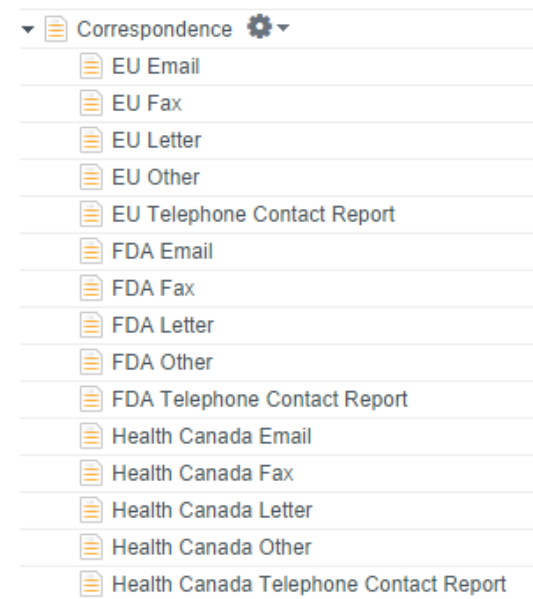 Correspondence
EU Email
EU Fax
EU Letter
EU Other
EU Telephone Contact Report
FDA Email
FDA Fax
FDA Letter
FDA Other
FDA Telephone Contact Report
Health Canada Email
Health Canada Fax
Health Canada Letter
Health Canada Other
Health Canada Telephone Contact Report